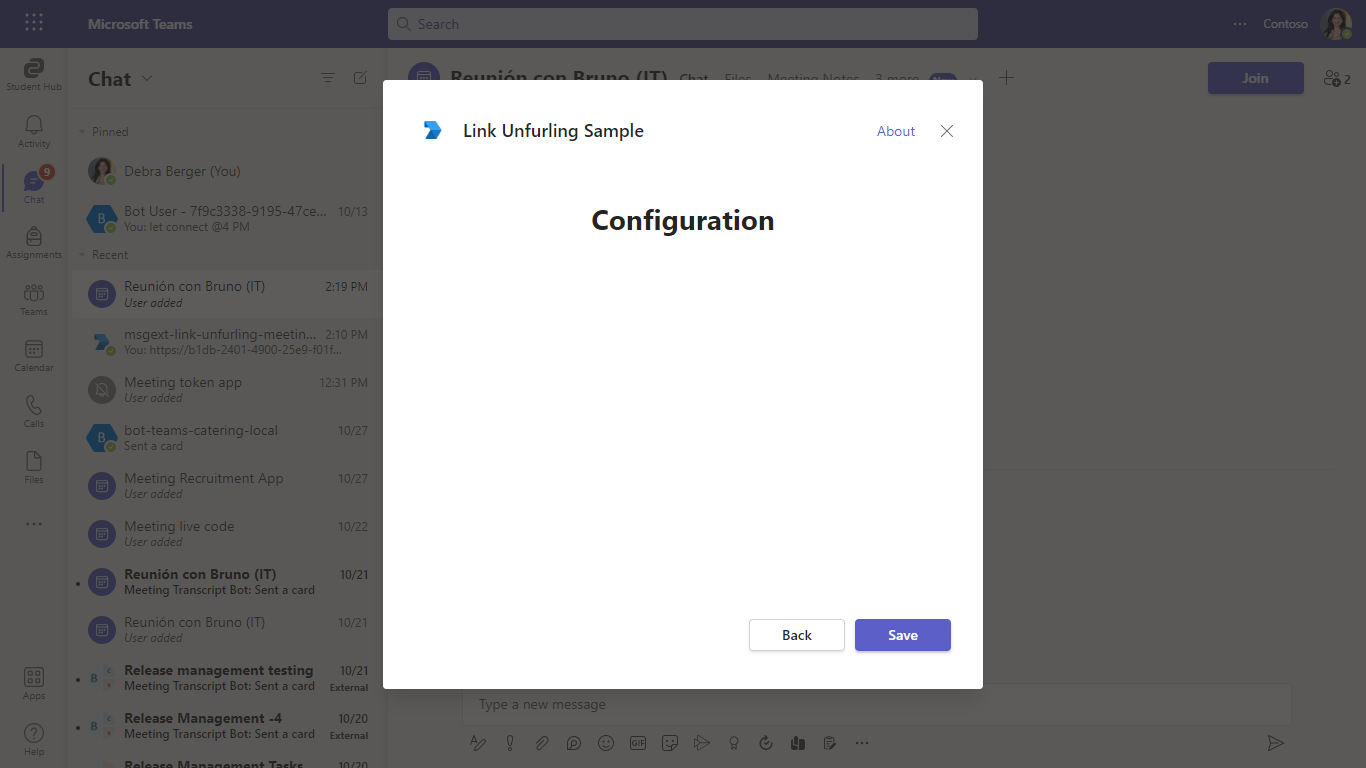 Microsoft Teams
Search
Contoso
Student Hub
Activity
9
Chat
Assignments
Teams
Calendar
Calls
Files
Apps
Help
Chat
Pinned
Debra Berger (You)
Bot User - 7f9c3338-9195-47ce... 10/13
You: let connect @4 PM
Recent
Reunión con Bruno (IT) 2:19 PM
User added
msgext-link-unfurling-meetin... 2:10 PM
You: https://b1db-2401-4900-25e9-f01f...
Meeting token app 12:31 PM
User added
bot-teams-catering-local 10/27
Sent a card
Meeting Recruitment App 10/27
User added
Meeting live code 10/22
User added
Reunión con Bruno (IT) 10/21
Meeting Transcript Bot: Sent a card
Reunión con Bruno (IT) 10/21
User added
Release management testing 10/21
Meeting Transcript Bot: Sent a card External
Release Management -4 10/20
Meeting Transcript Bot: Sent a card External
Release Management Tasks 10/20
Reunión con Bruno (IT) Chat Files Meeting Notes 3 more
Join
2
Link Unfurling Sample
About
Configuration
Back
Save
Type a new message
GIF